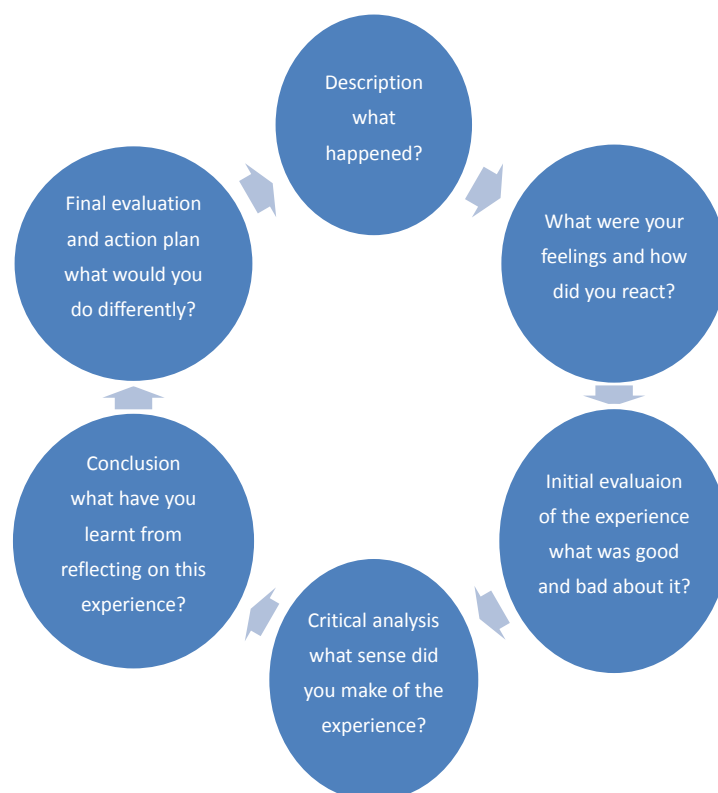 Description
what
happened?
What were your
feelings and how
did you react?
Initial evaluaion
of the experience
what was good
and bad about it?
Critical analysis
what sense did
you make of the
experience?
Conclusion
what have you
learnt from
reflecting on this
experience?
Final evaluation
and action plan
what would you
do differently?